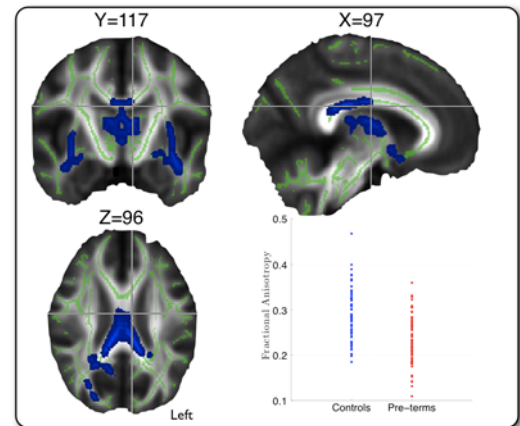 Y=117
X=97
Z=96
Left
0.5
0.4
0.3
0.2
0.1
Fractional Anisotropy
Controls
Pre-terms